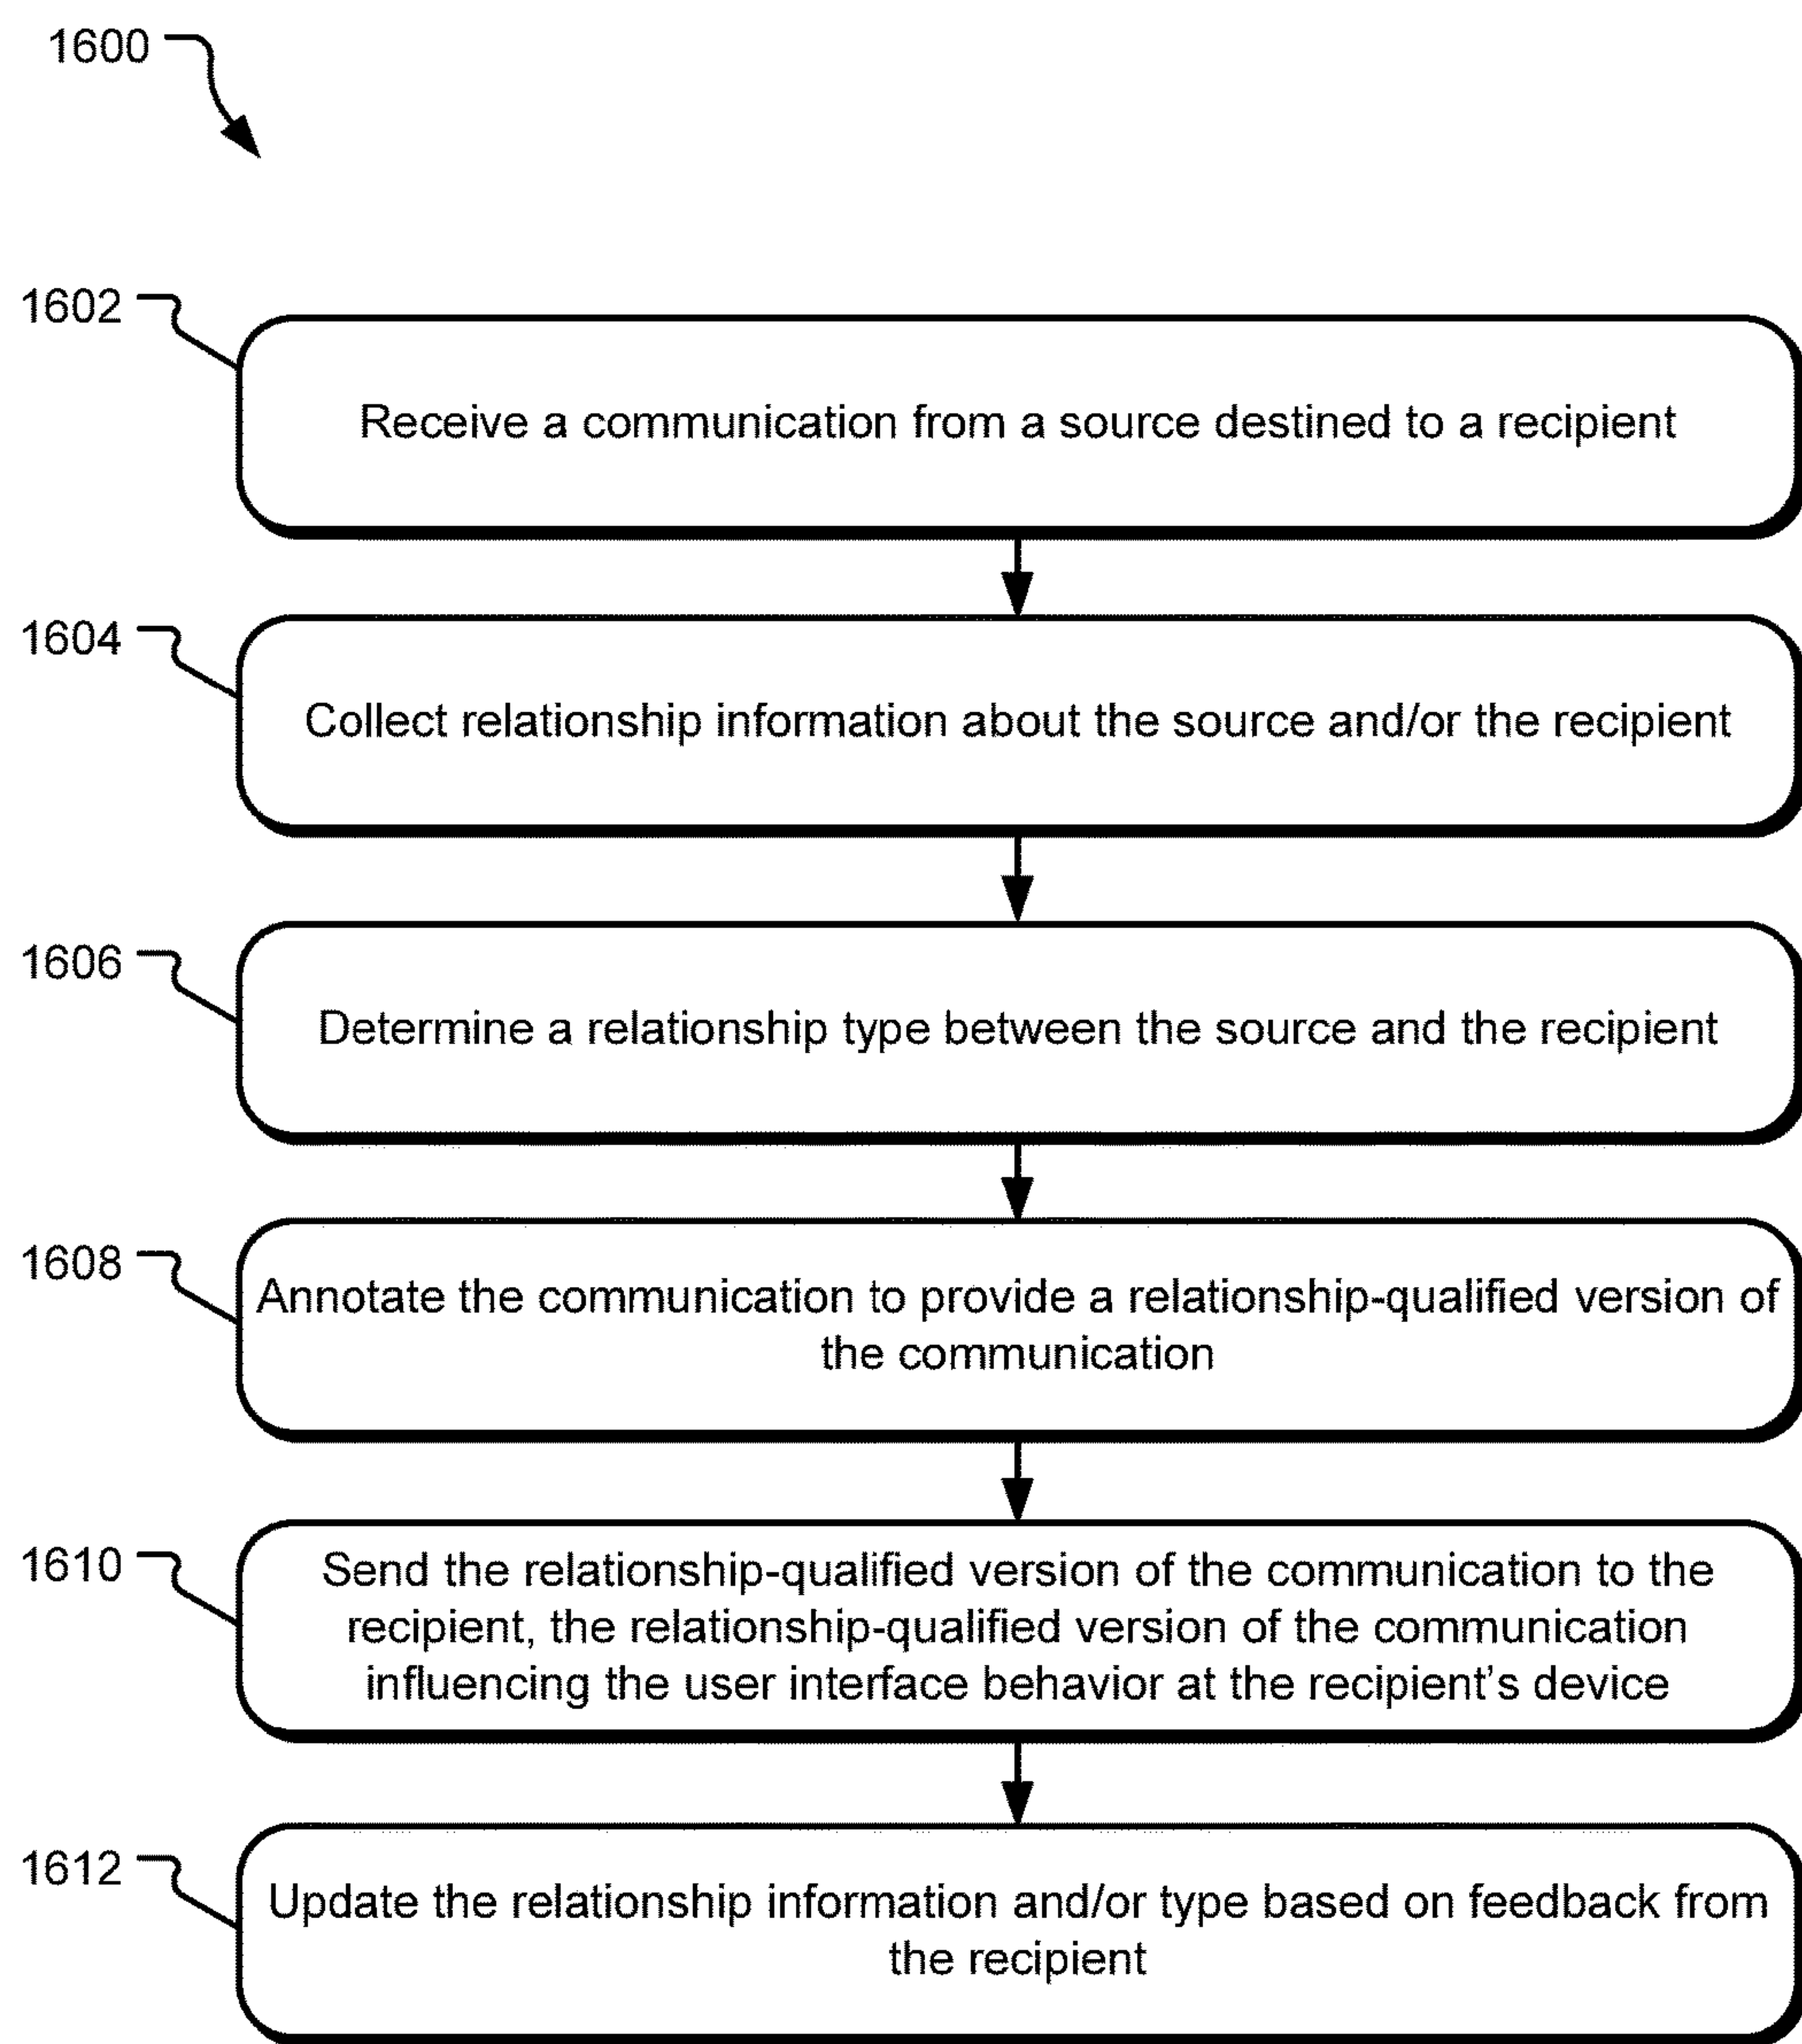 1600
1602
Receive a communication from a source destined to a recipient
1604
Collect relationship information about the source and/or the recipient
1606
Determine a relationship type between the source and the recipient
1608
Annotate the communication to provide a relationship-qualified version of
the communication
1610
Send the relationship-qualified version of the communication to the
recipient, the relationship-qualified version of the communication
influencing the user interface behavior at the recipient's device
1612
Update the relationship information and/or type based on feedback from
the recipient